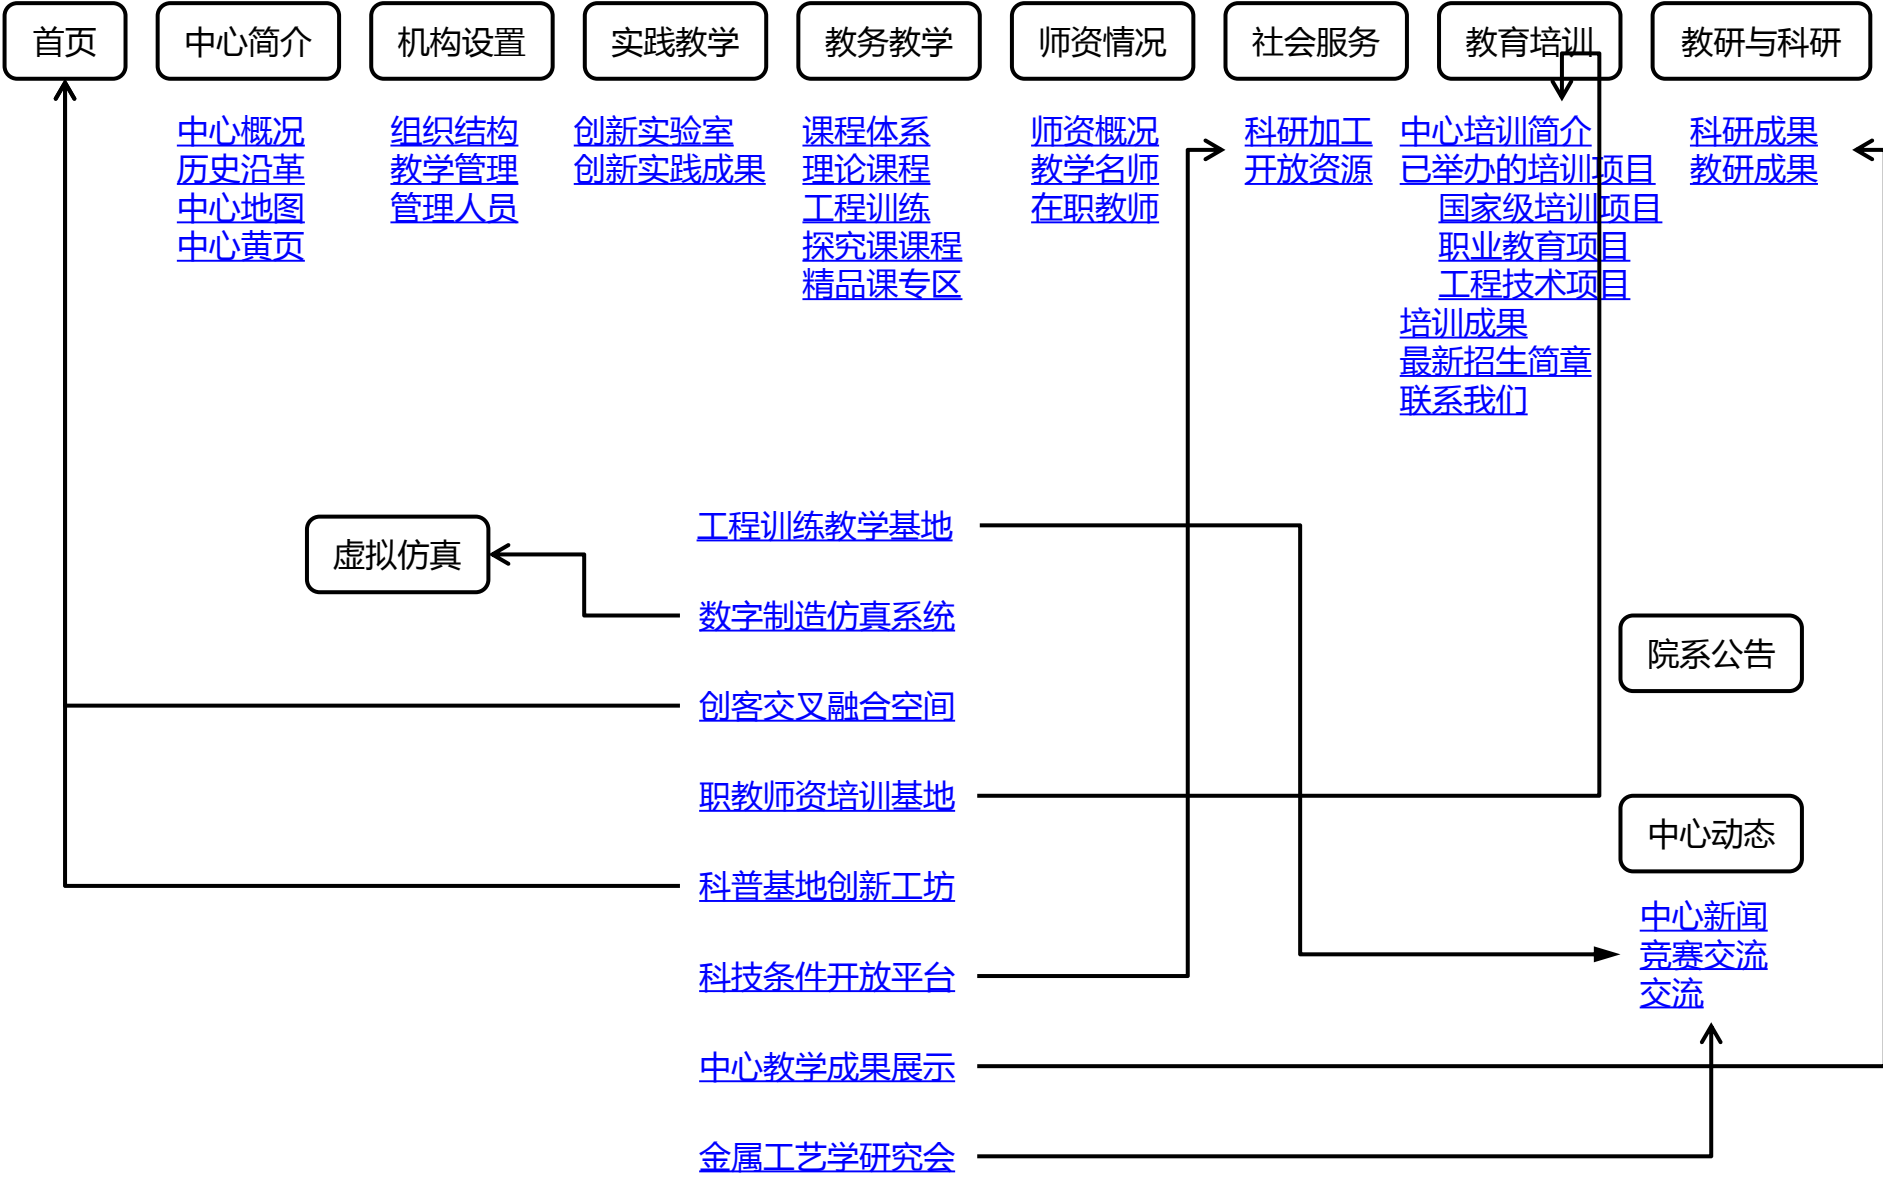 首页
中心简介
机构设置
实践教学
教务教学
师资情况
社会服务
教育培训
教研与科研
中心概况
历史沿革
中心地图
中心黄页
组织结构
教学管理
管理人员
创新实验室
创新实践成果
课程体系
理论课程
工程训练
探究课课程
精品课专区
师资概况
教学名师
在职教师
科研加工
开放资源
中心培训简介
已举办的培训项目
国家级培训项目
职业教育项目
工程技术项目
培训成果
最新招生简章
联系我们
科研成果
教研成果
虚拟仿真
工程训练教学基地
数字制造仿真系统
创客交叉融合空间
职教师资培训基地
科普基地创新工坊
科技条件开放平台
中心教学成果展示
金属工艺学研究会
院系公告
中心动态
中心新闻
竞赛交流
交流